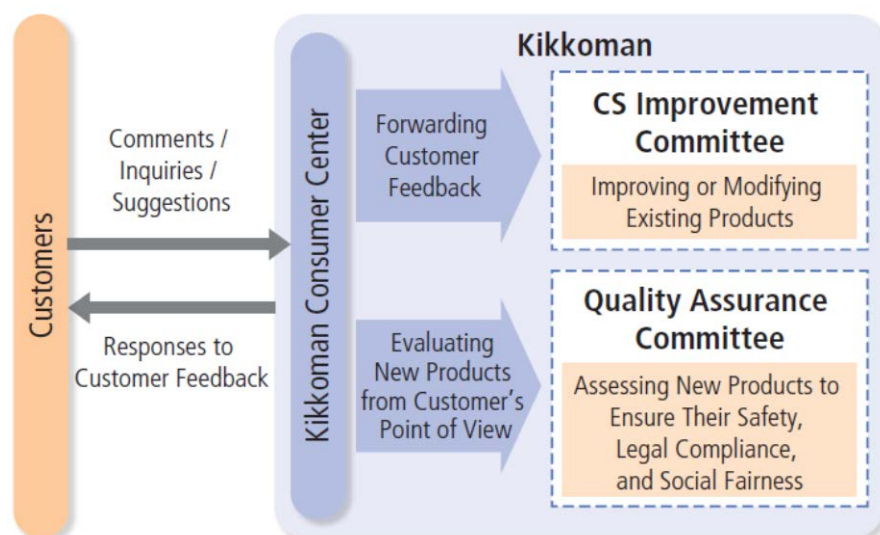 Kikkoman
Customers
Comments /
Inquiries /
Suggestions
Responses to
Customer Feedback
Kikkoman Consumer Center
Forwarding
Customer
Feedback
CS Improvement
Committee
Improving or Modifying
Existing Products
Evaluating
New Products
from Customer's
Point of View
Quality Assurance
Committee
Assessing New Products to
Ensure Their Safety,
Legal Compliance,
and Social Fairness